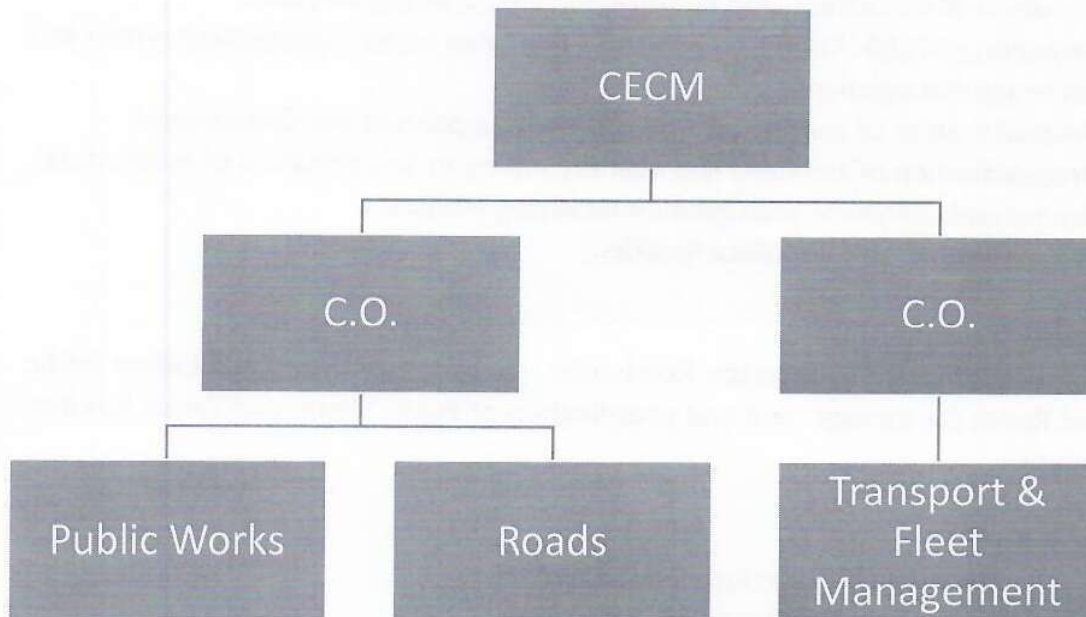 CECM
C.O.
C.O.
Public Works
Roads
Transport &
Fleet
Management